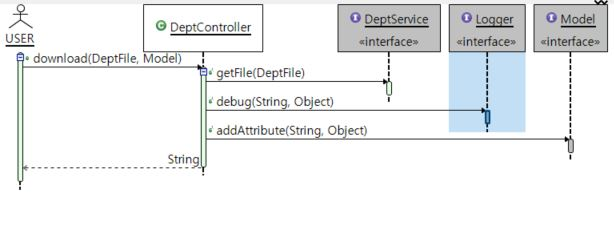 USER
C DeptController
I DeptService
«interface»
I Logger
«interface»
I Model
«interface»
download(DeptFile, Model)
getFile(DeptFile)
debug(String, Object)
addAttribute(String, Object)
String